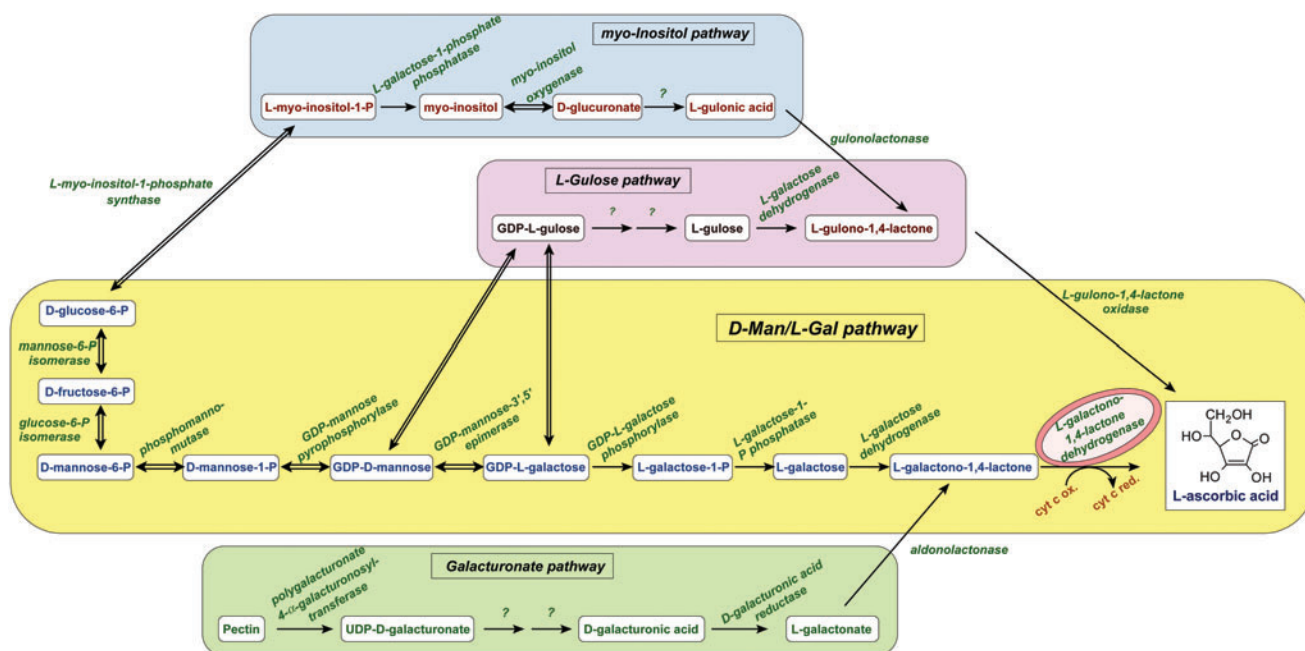 myo-Inositol pathway
L-galactose-1-phosphate
phosphatase
myo-inositol
oxygenase
?
L-myo-inositol-1-P
myo-inositol
D-glucuronate
L-gulonic acid
gulonolactonase
L-myo-inositol-1-phosphate
synthase
L-Gulose pathway
L-galactose
dehydrogenase
?
?
GDP-L-gulose
L-gulose
L-gulono-1,4-lactone
L-gulono-1,4-lactone
oxidase
D-Man/L-Gal pathway
D-glucose-6-P
mannose-6-P
isomerase
D-fructose-6-P
glucose-6-P
isomerase
phosphomanno-
mutase
GDP-mannose
pyrophosphorylase
GDP-mannose-3',5'
epimerase
GDP-L-galactose
phosphorylase
L-galactose-1-
P phosphatase
L-galactose
dehydrogenase
L-galactono-
1,4-lactone
dehydrogenase
D-mannose-6-P
D-mannose-1-P
GDP-D-mannose
GDP-L-galactose
L-galactose-1-P
L-galactose
L-galactono-1,4-lactone
cyt c ox.
cyt c red.
CH2OH
HO
O
O
HO
OH
L-ascorbic acid
aldonolactonase
Galacturonate pathway
polygalacturonate
4-α-galacturonosyl-
transferase
?
?
D-galacturonic acid
reductase
Pectin
UDP-D-galacturonate
D-galacturonic acid
L-galactonate